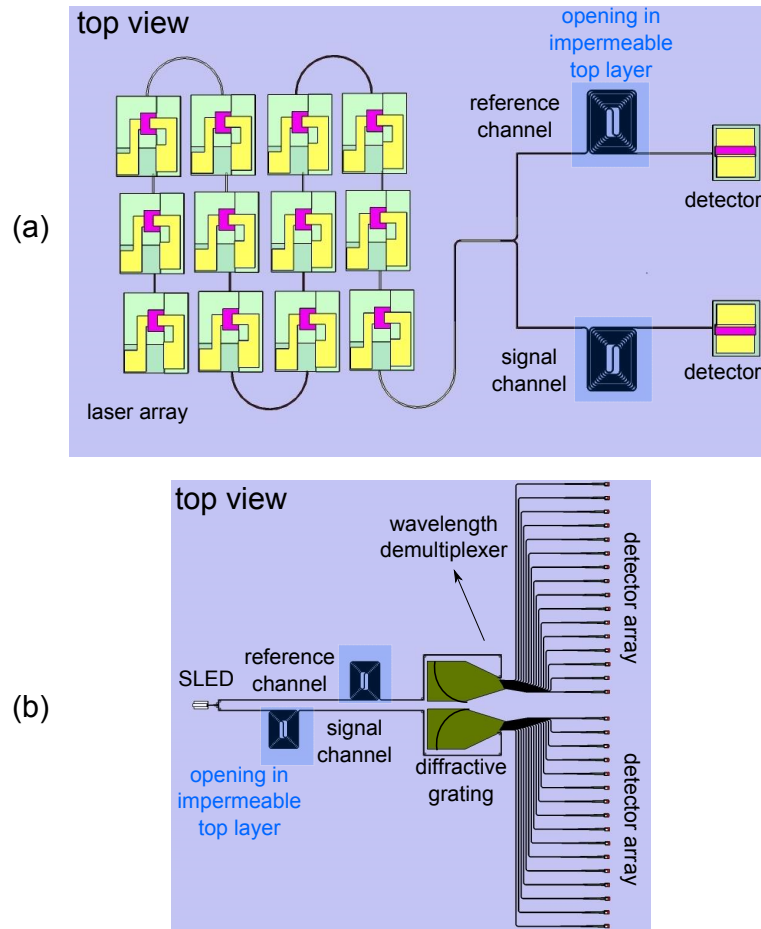 (a)
top view
opening in
impermeable
top layer
reference
channel
detector
signal
channel
detector
laser array
(b)
top view
wavelength
demultiplexer
detector array
reference
channel
SLED
signal
channel
opening in
impermeable
top layer
diffractive
grating
detector array